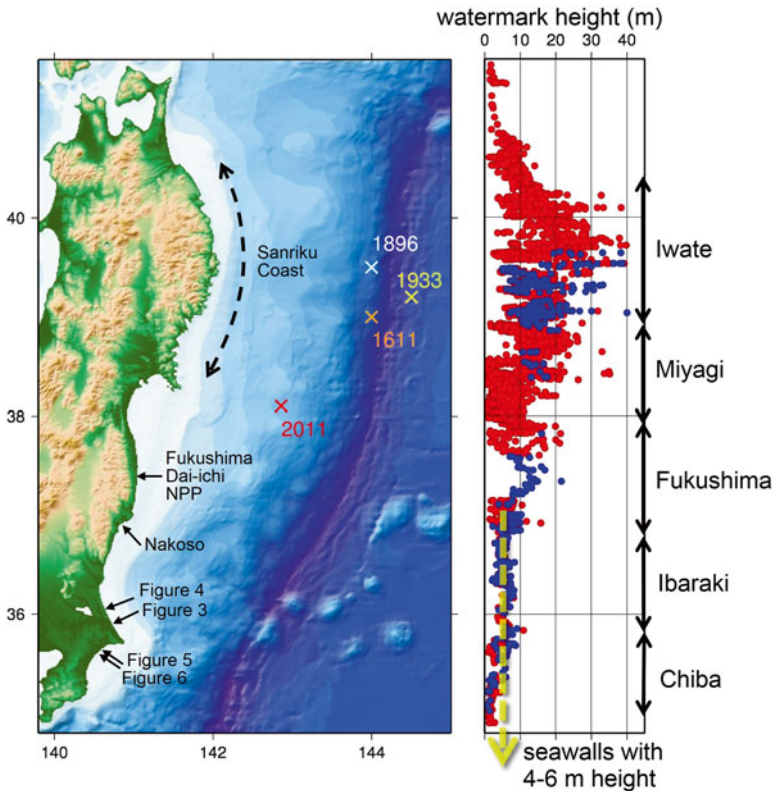 watermark height (m)
0 10 20 30 40
40
38
36
140 142 144
1896
1933
1611
2011
Sanriku
Coast
Fukushima
Dai-ichi
NPP
Nakoso
Figure 4
Figure 3
Figure 5
Figure 6
Iwate
Miyagi
Fukushima
Ibaraki
Chiba
seawalls with
4-6 m height